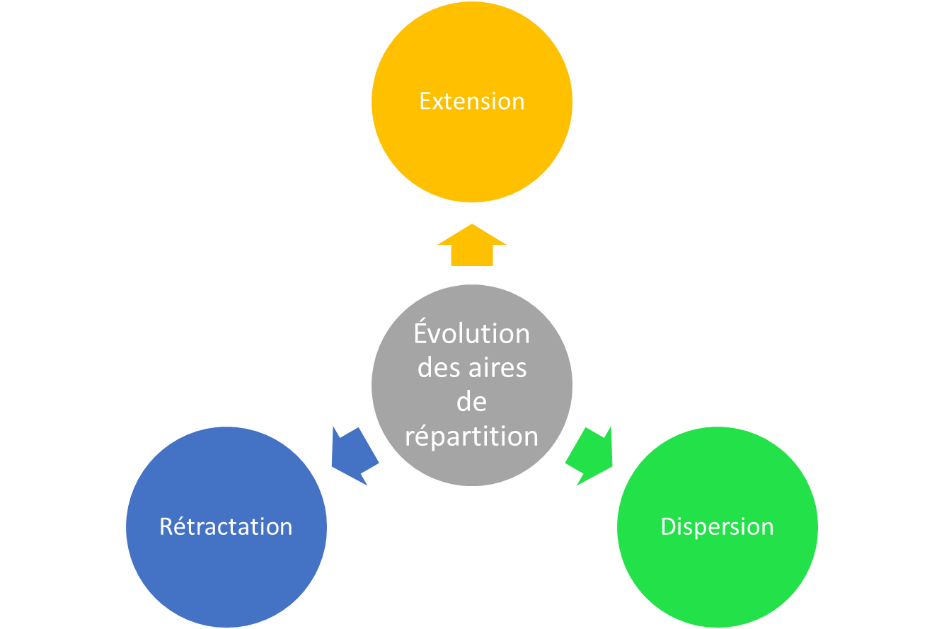 Extension
Évolution
des aires
de
répartition
Rétractation
Dispersion